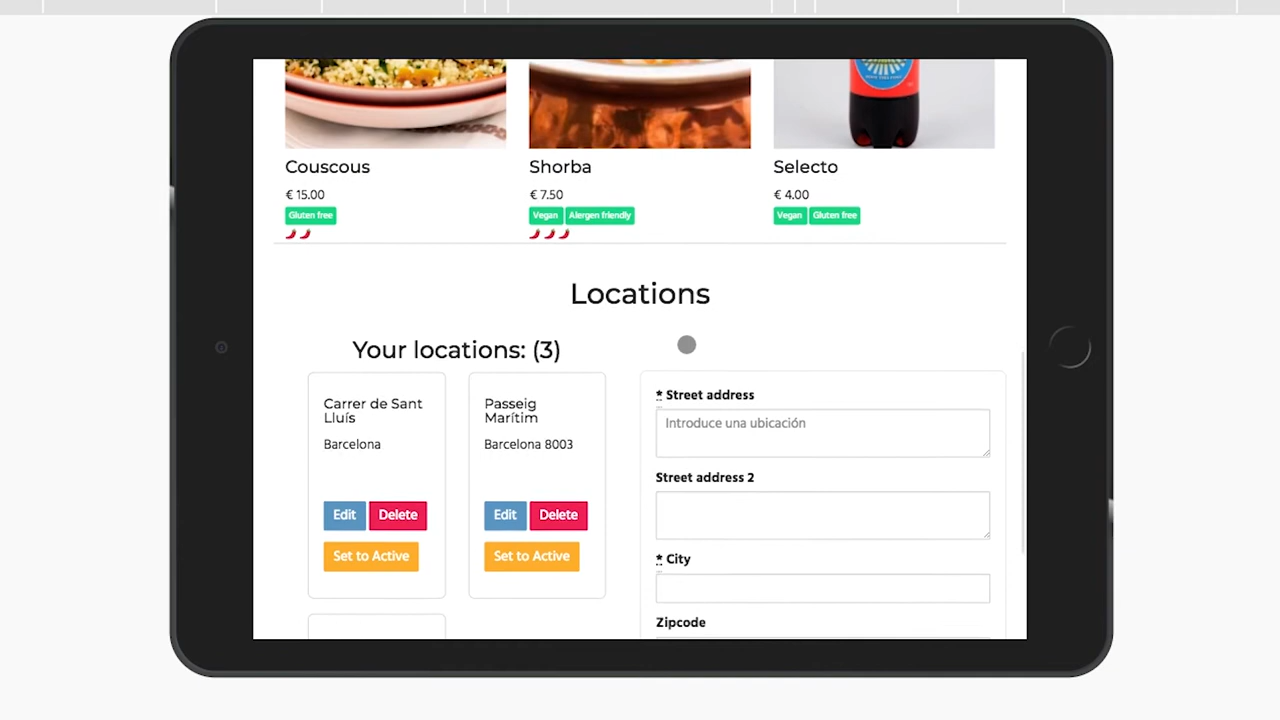 Couscous
Shorba
Selecto
€ 15.00
€ 7.50
€ 4.00
Gluten free
Vegan
Alergen friendly
Vegan
Gluten free
Locations
Your locations: (3)
Carrer de Sant
Lluís
Barcelona
Edit
Delete
Set to Active
Passeig
Marítim
Barcelona 8003
Edit
Delete
Set to Active
* Street address
Introduce una ubicación
Street address 2
* City
Zipcode